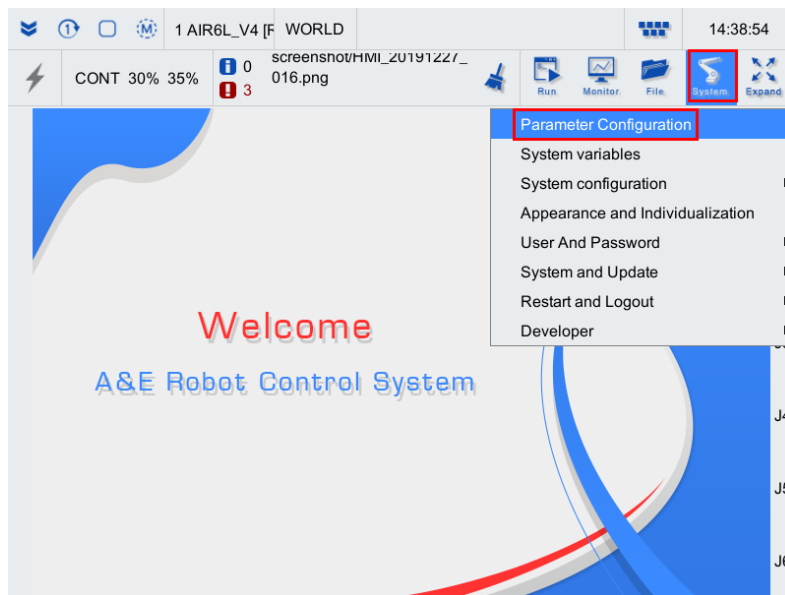 1 AIR6L_V4 [F WORLD 14:38:54
CONT 30% 35%
0
3
screenshot/HMI_20191227_
016.png
Run Monitor File System Expand
Parameter Configuration
System variables
System configuration
Appearance and Individualization
User And Password
System and Update
Restart and Logout
Developer
Welcome
A&E Robot Control System
J4
J5
J6